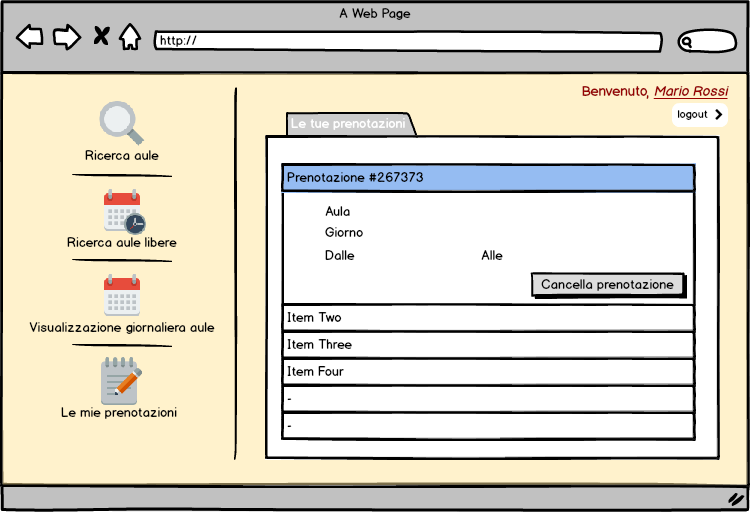 A Web Page
http://
Benvenuto, Mario Rossi
logout
Ricerca aule
Ricerca aule libere
Visualizzazione giornaliera aule
Le mie prenotazioni
Le tue prenotazioni
Prenotazione #267373
Aula
Giorno
Dalle Alle
Cancella prenotazione
Item Two
Item Three
Item Four
-
-